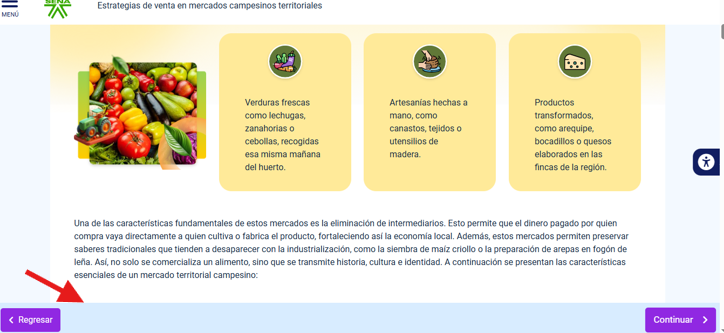 SENA
Estrategias de venta en mercados campesinos territoriales
MENÚ
Verduras frescas
como lechugas,
zanahorias o
cebollas, recogidas
esa misma mañana
del huerto.
Artesanías hechas a
mano, como
canastos, tejidos o
utensilios de
madera.
Productos
transformados,
como arequipe,
bocadillos o quesos
elaborados en las
fincas de la región.
Una de las características fundamentales de estos mercados es la eliminación de intermediarios. Esto permite que el dinero pagado por quien
compra vaya directamente a quien cultiva o fabrica el producto, fortaleciendo así la economía local. Además, estos mercados permiten preservar
saberes tradicionales que tienden a desaparecer con la industrialización, como la siembra de maíz criollo o la preparación de arepas en fogón de
leña. Así, no solo se comercializa un alimento, sino que se transmite historia, cultura e identidad. A continuación se presentan las características
esenciales de un mercado territorial campesino:
Regresar
Continuar